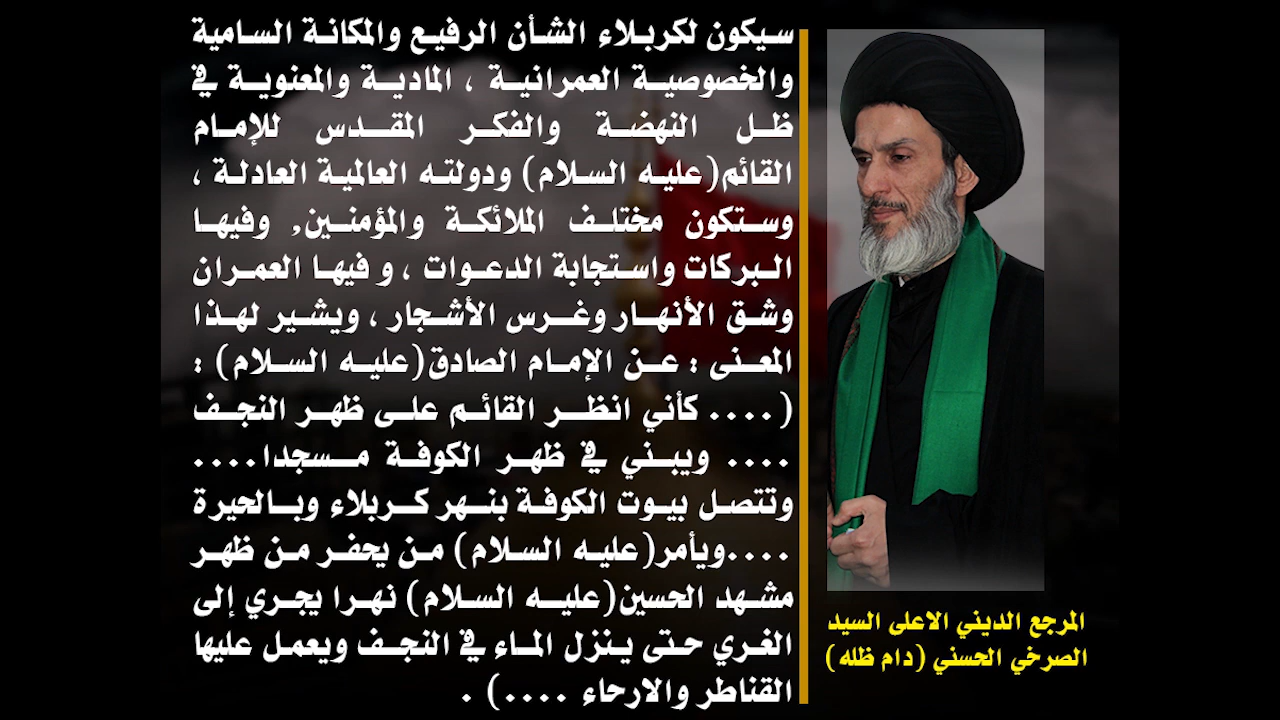 سيكون لكربلاء الشأن الرفيع والمكانة السامية
والخصوصية العمرانية ، المادية والمعنوية في
ظل النهضة والفكر المقدس للإمام
القائم(عليه السلام) ودولته العالمية العادلة ،
وستكون مختلف الملائكة والمؤمنين, وفيها
البركات واستجابة الدعوات ، و فيها العمران
وشق الأنهار وغرس الأشجار ، ويشير لهذا
المعنى : عن الإمام الصادق(عليه السلام) :
(.... كأني انظر القائم على ظهر النجف
.... ويبني في ظهر الكوفة مسجدا....
وتتصل بيوت الكوفة بنهر كربلاء وبالحيرة
....ويأمر(عليه السلام) من يحفر من ظهر
مشهد الحسين(عليه السلام) نهرا يجري إلى
الغري حتى ينزل الماء في النجف ويعمل عليها
القناطر والارحاء ....) .
المرجع الديني الاعلى السيد
الصرخي الحسني (دام ظله)